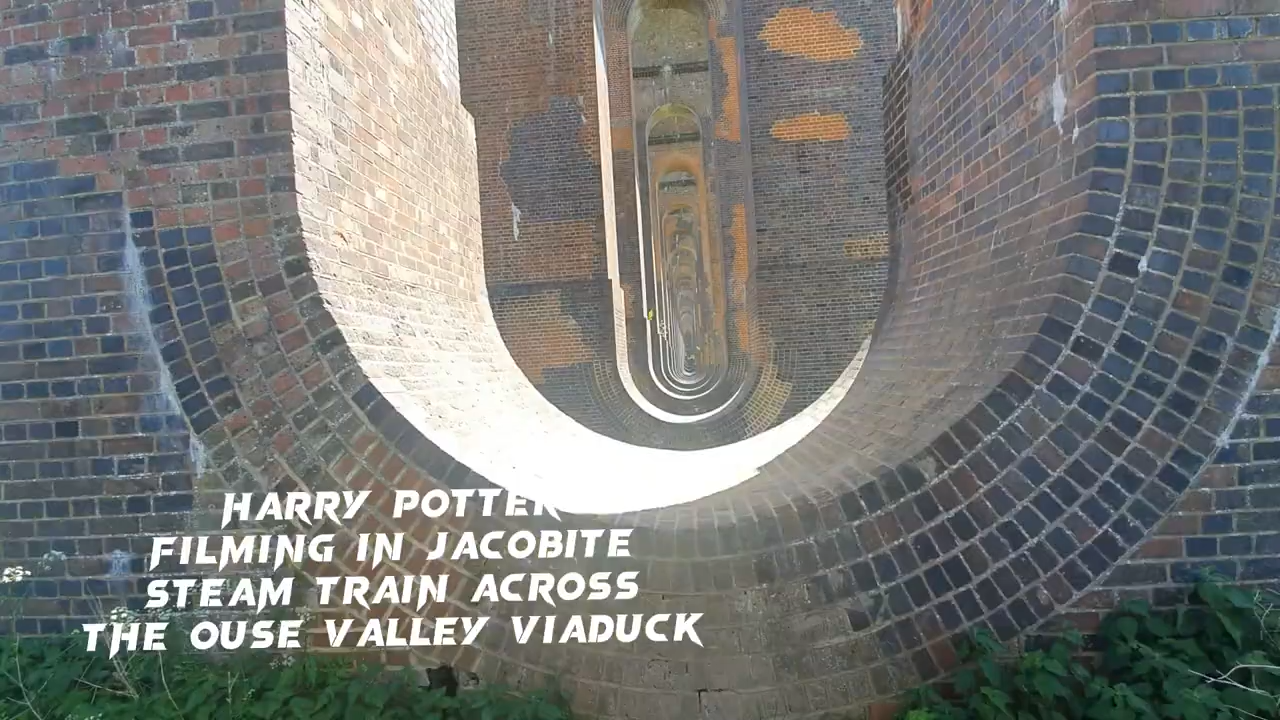 HARRY POTTER
FILMING IN JACOBITE
STEAM TRAIN ACROSS
THE OUSE VALLEY VIADUCK